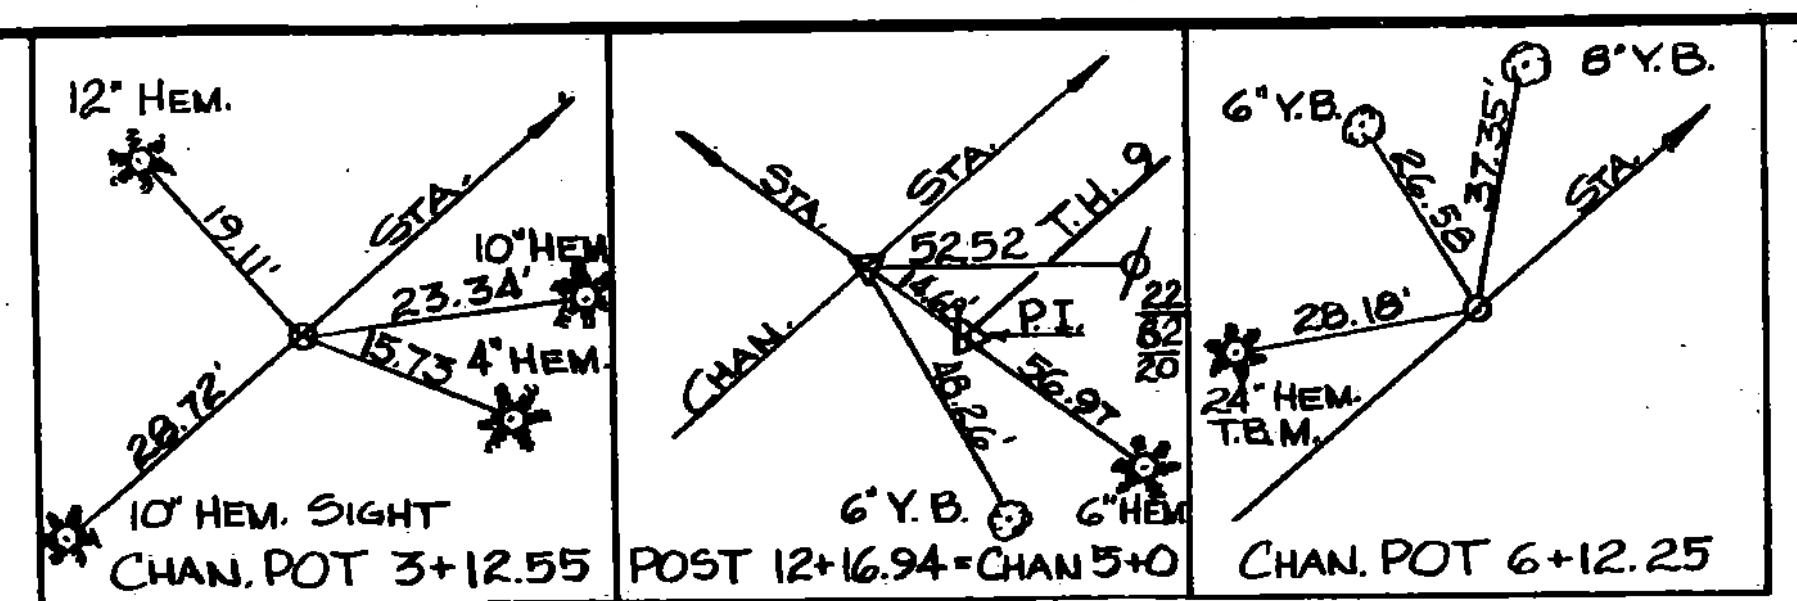 12" HEM.
19.11'
STA.
10" HEM
23.34'
15.73
4" HEM.
28.72'
10" HEM. SIGHT
CHAN. POT 3+12.55
STA.
STA.
T.H. 9
52.52
14.68'
P.I.
22
82
20
CHAN.
48.26'
56.97
6" Y.B.
6" HEM
POST 12+16.94 = CHAN 5+0
8" Y.B.
6" Y.B.
37.35'
26.58
STA.
28.18'
24" HEM.
T.B.M.
CHAN. POT 6+12.25